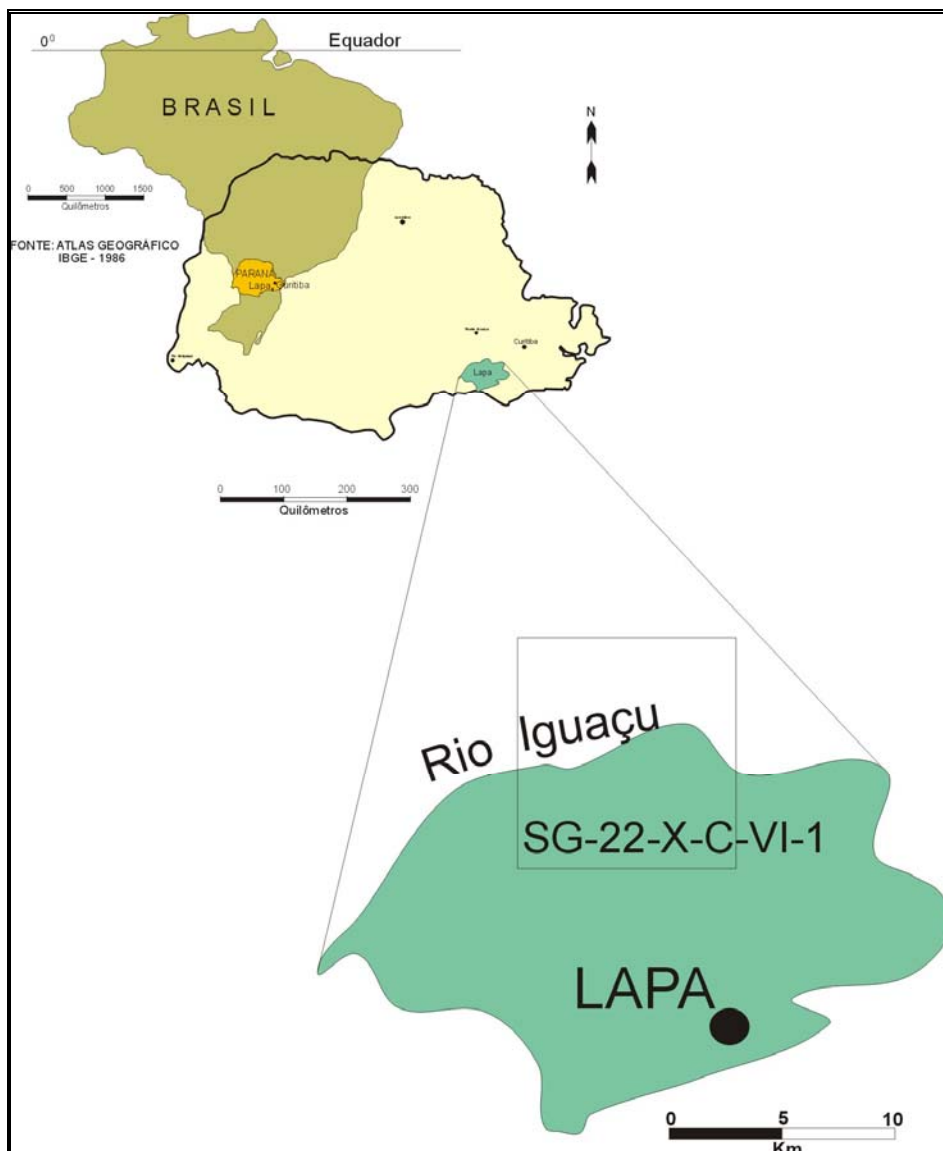 0⁰ Equador
BRASIL
N
0 500 1000 1500
Quilômetros
FONTE: ATLAS GEOGRÁFICO
IBGE - 1986
PARANÁ
Lapa Curitiba
Curitiba
Lapa
0 100 200 300
Quilômetros
Rio Iguaçu
SG-22-X-C-VI-1
LAPA
0 5 10
Km